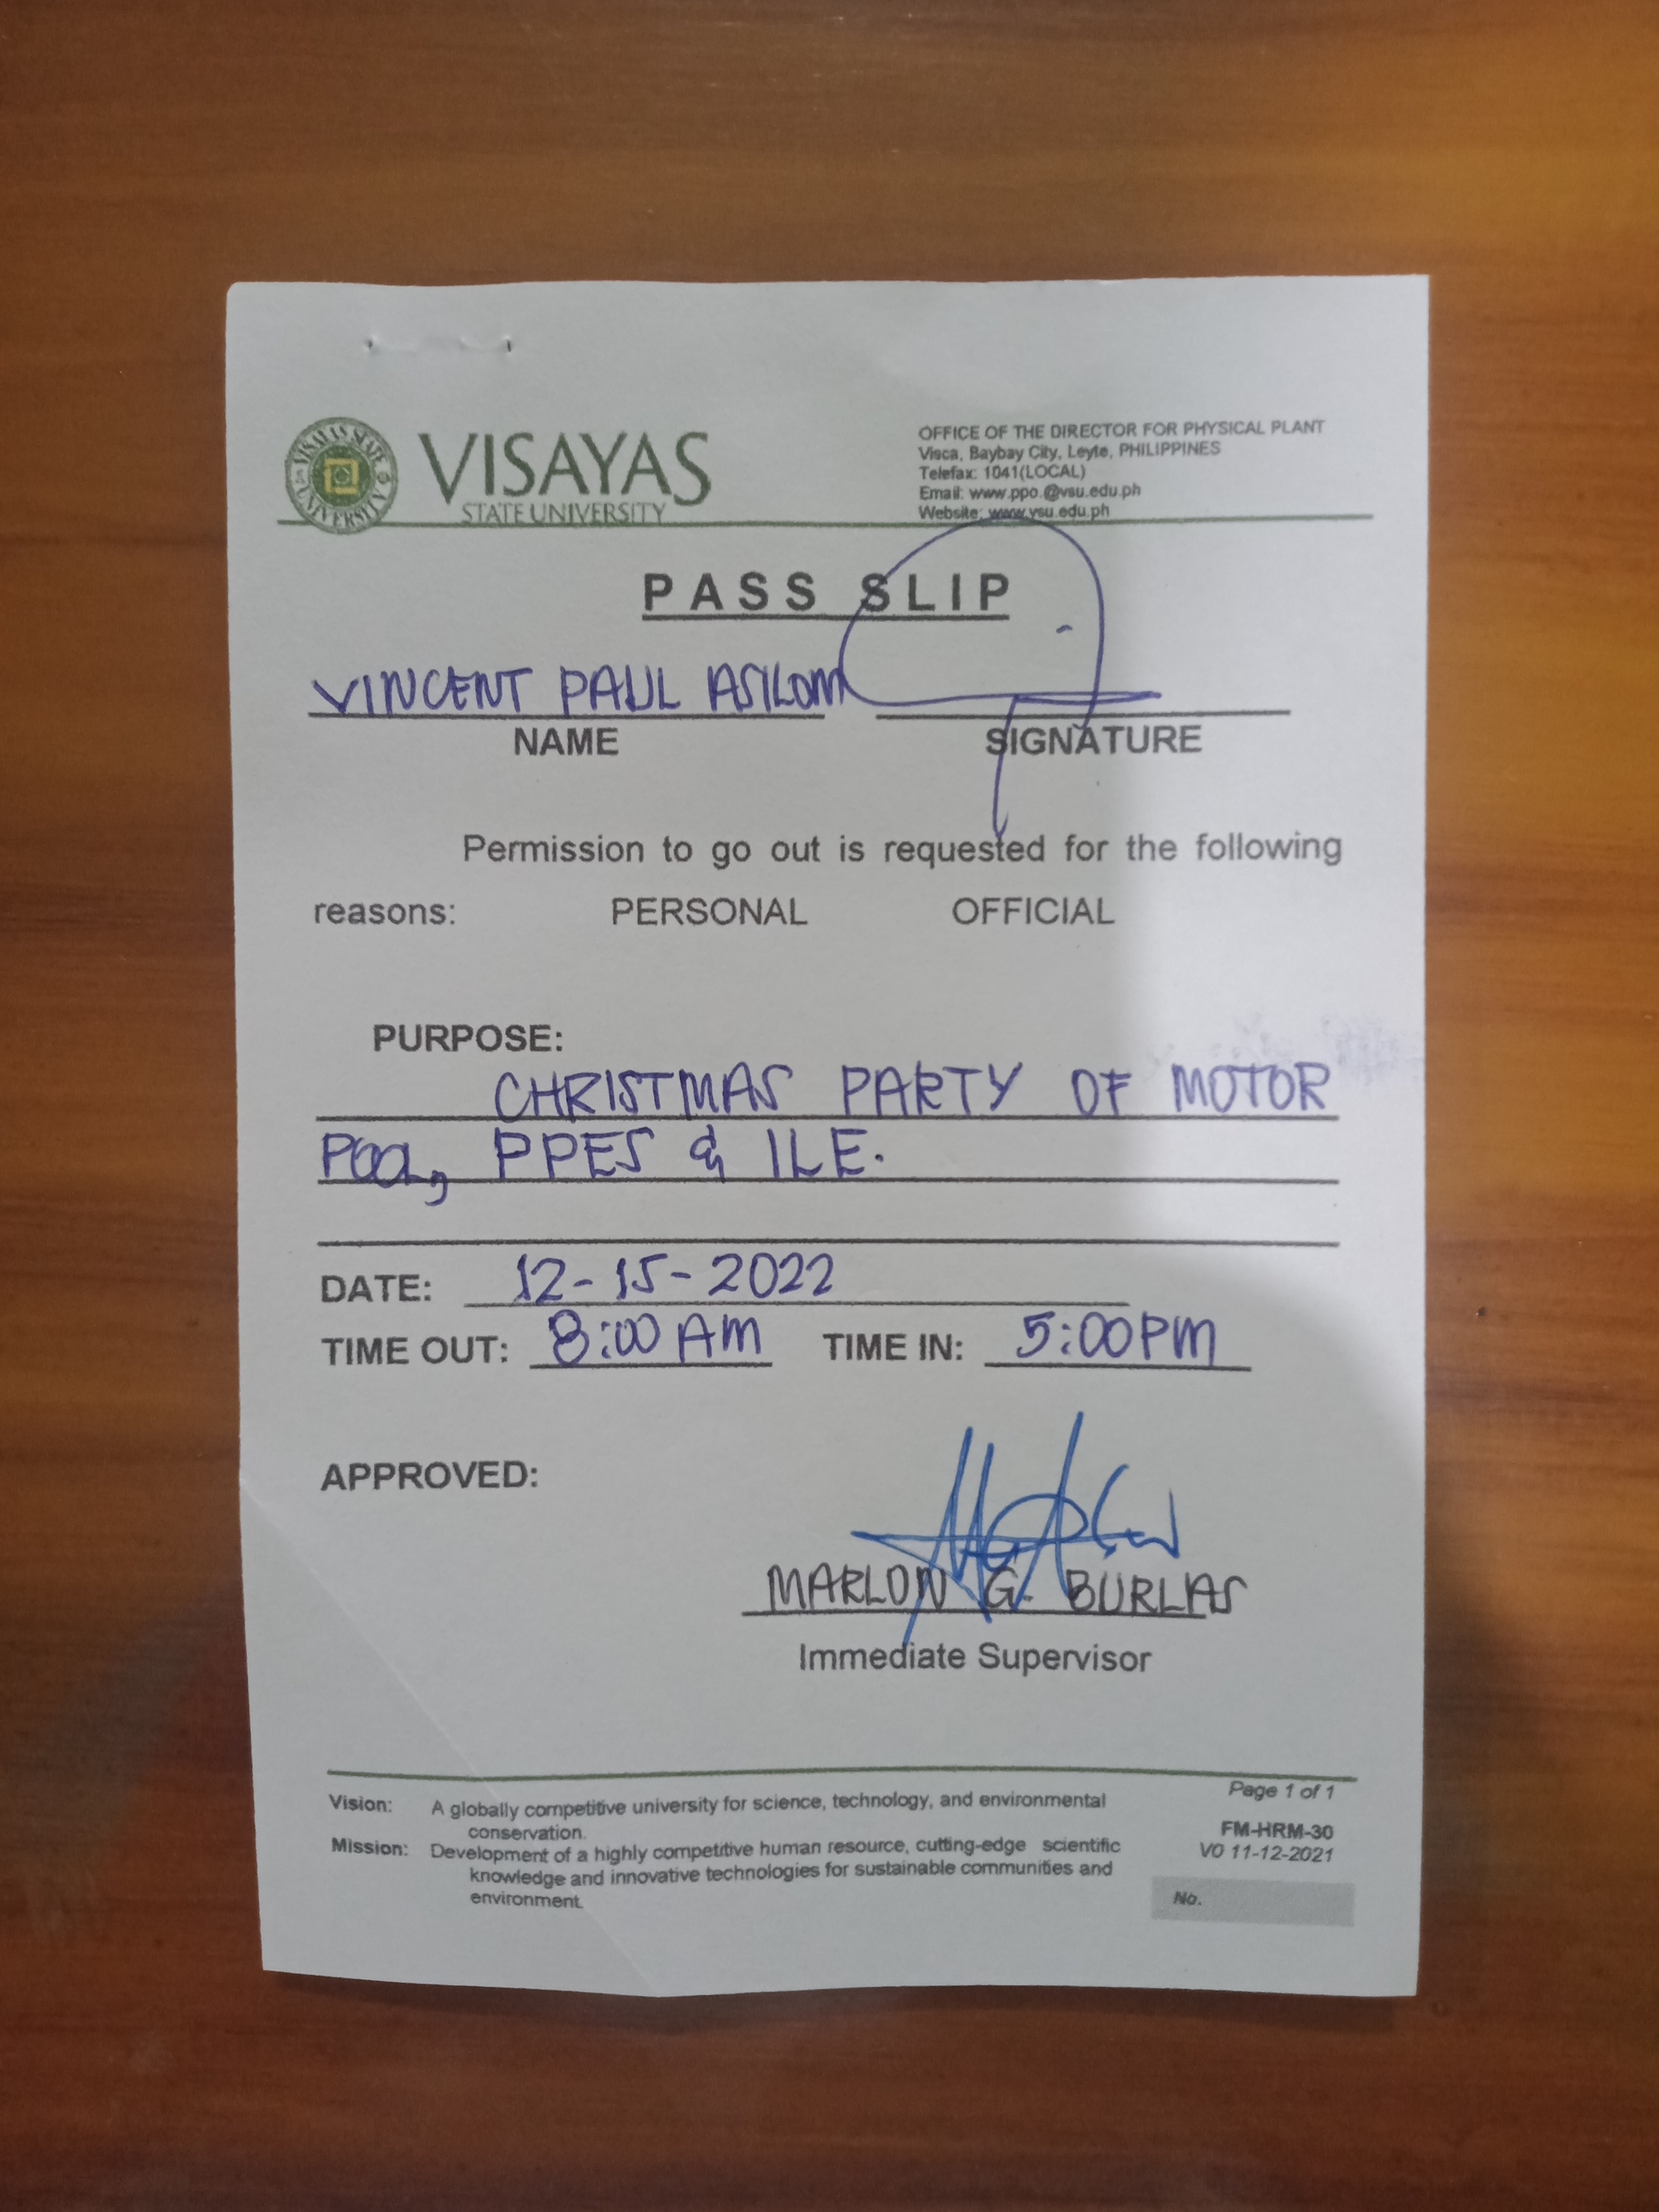 VISAYAS
STATE UNIVERSITY
VISAYAS STATE UNIVERSITY
OFFICE OF THE DIRECTOR FOR PHYSICAL PLANT
Visca, Baybay City, Leyte, PHILIPPINES
Telefax: 1041(LOCAL)
Email: www.ppo.@vsu.edu.ph
Website: www.vsu.edu.ph
PASS SLIP
VINCENT PAUL ASILOM
NAME SIGNATURE
Permission to go out is requested for the following
reasons: PERSONAL OFFICIAL
PURPOSE:
CHRISTMAS PARTY OF MOTOR
POOL, PPES & ILE.
DATE: 12-15-2022
TIME OUT: 8:00 AM TIME IN: 5:00PM
APPROVED:
MARLON G. BURLAS
Immediate Supervisor
Vision: A globally competitive university for science, technology, and environmental
conservation.
Mission: Development of a highly competitive human resource, cutting-edge scientific
knowledge and innovative technologies for sustainable communities and
environment.
Page 1 of 1
FM-HRM-30
V0 11-12-2021
No.